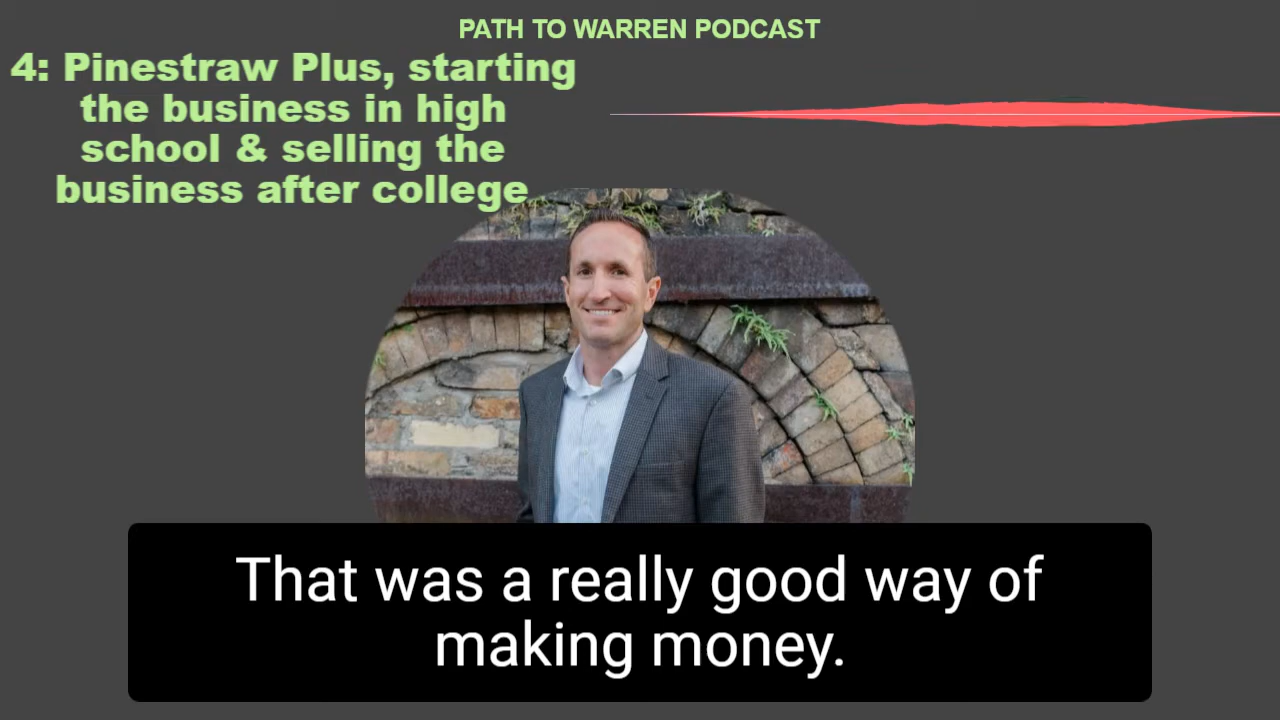 PATH TO WARREN PODCAST
4: Pinestraw Plus, starting
the business in high
school & selling the
business after college
That was a really good way of
making money.